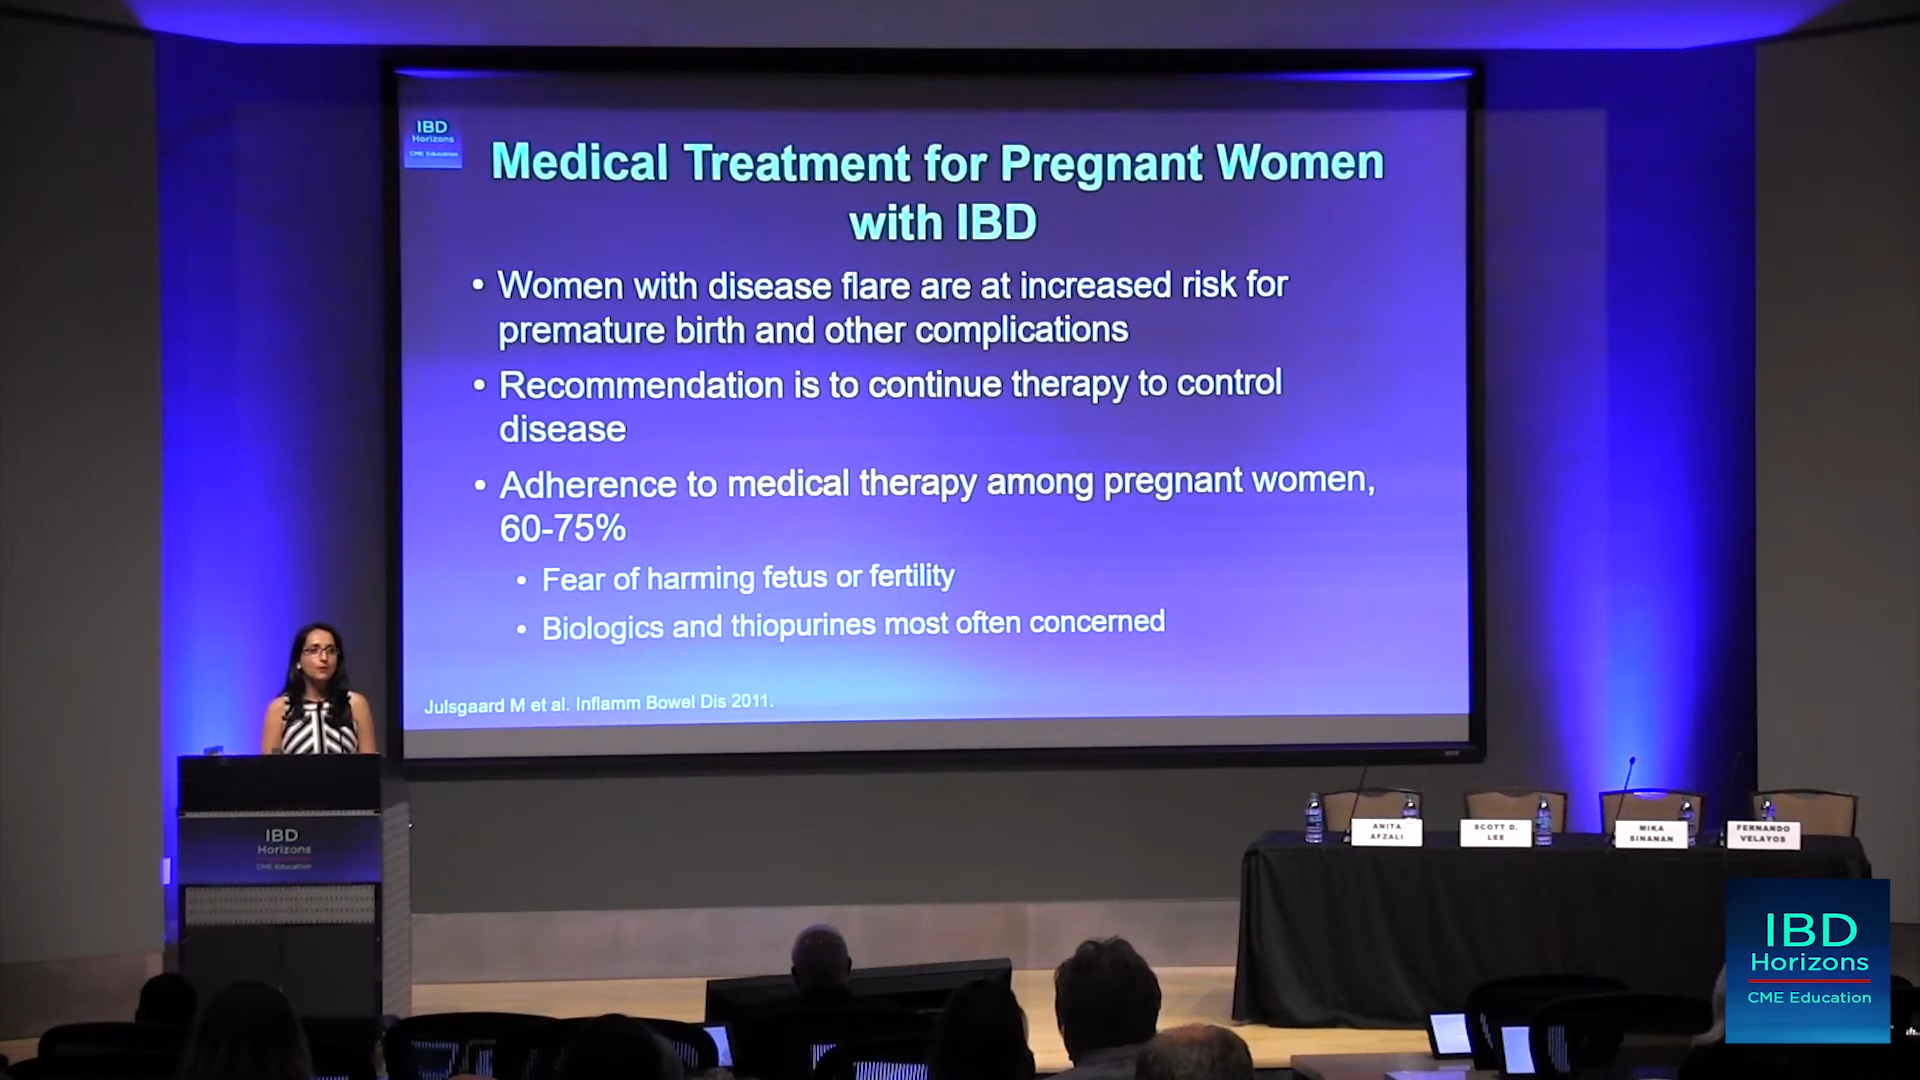 IBD
Horizons
CME Education
Medical Treatment for Pregnant Women
with IBD
• Women with disease flare are at increased risk for
premature birth and other complications
• Recommendation is to continue therapy to control
disease
• Adherence to medical therapy among pregnant women,
60-75%
• Fear of harming fetus or fertility
• Biologics and thiopurines most often concerned
Julsgaard M et al. Inflamm Bowel Dis 2011.
IBD
Horizons
CME Education
ANITA
AFZALI
SCOTT D.
LEE
MIKA
SINANAN
FERNANDO
VELAYOS
IBD
Horizons
CME Education